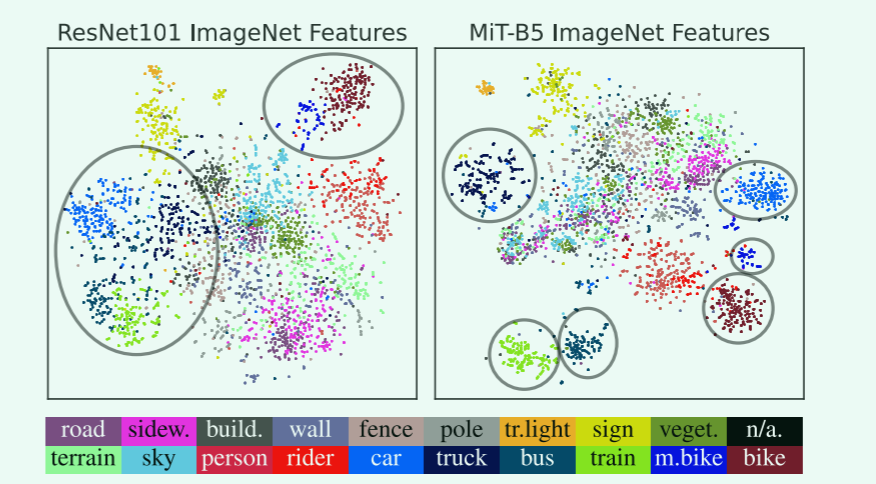 ResNet101 ImageNet Features MiT-B5 ImageNet Features
road sidew. build. wall fence pole tr.light sign veget. n/a.
terrain sky person rider car truck bus train m.bike bike